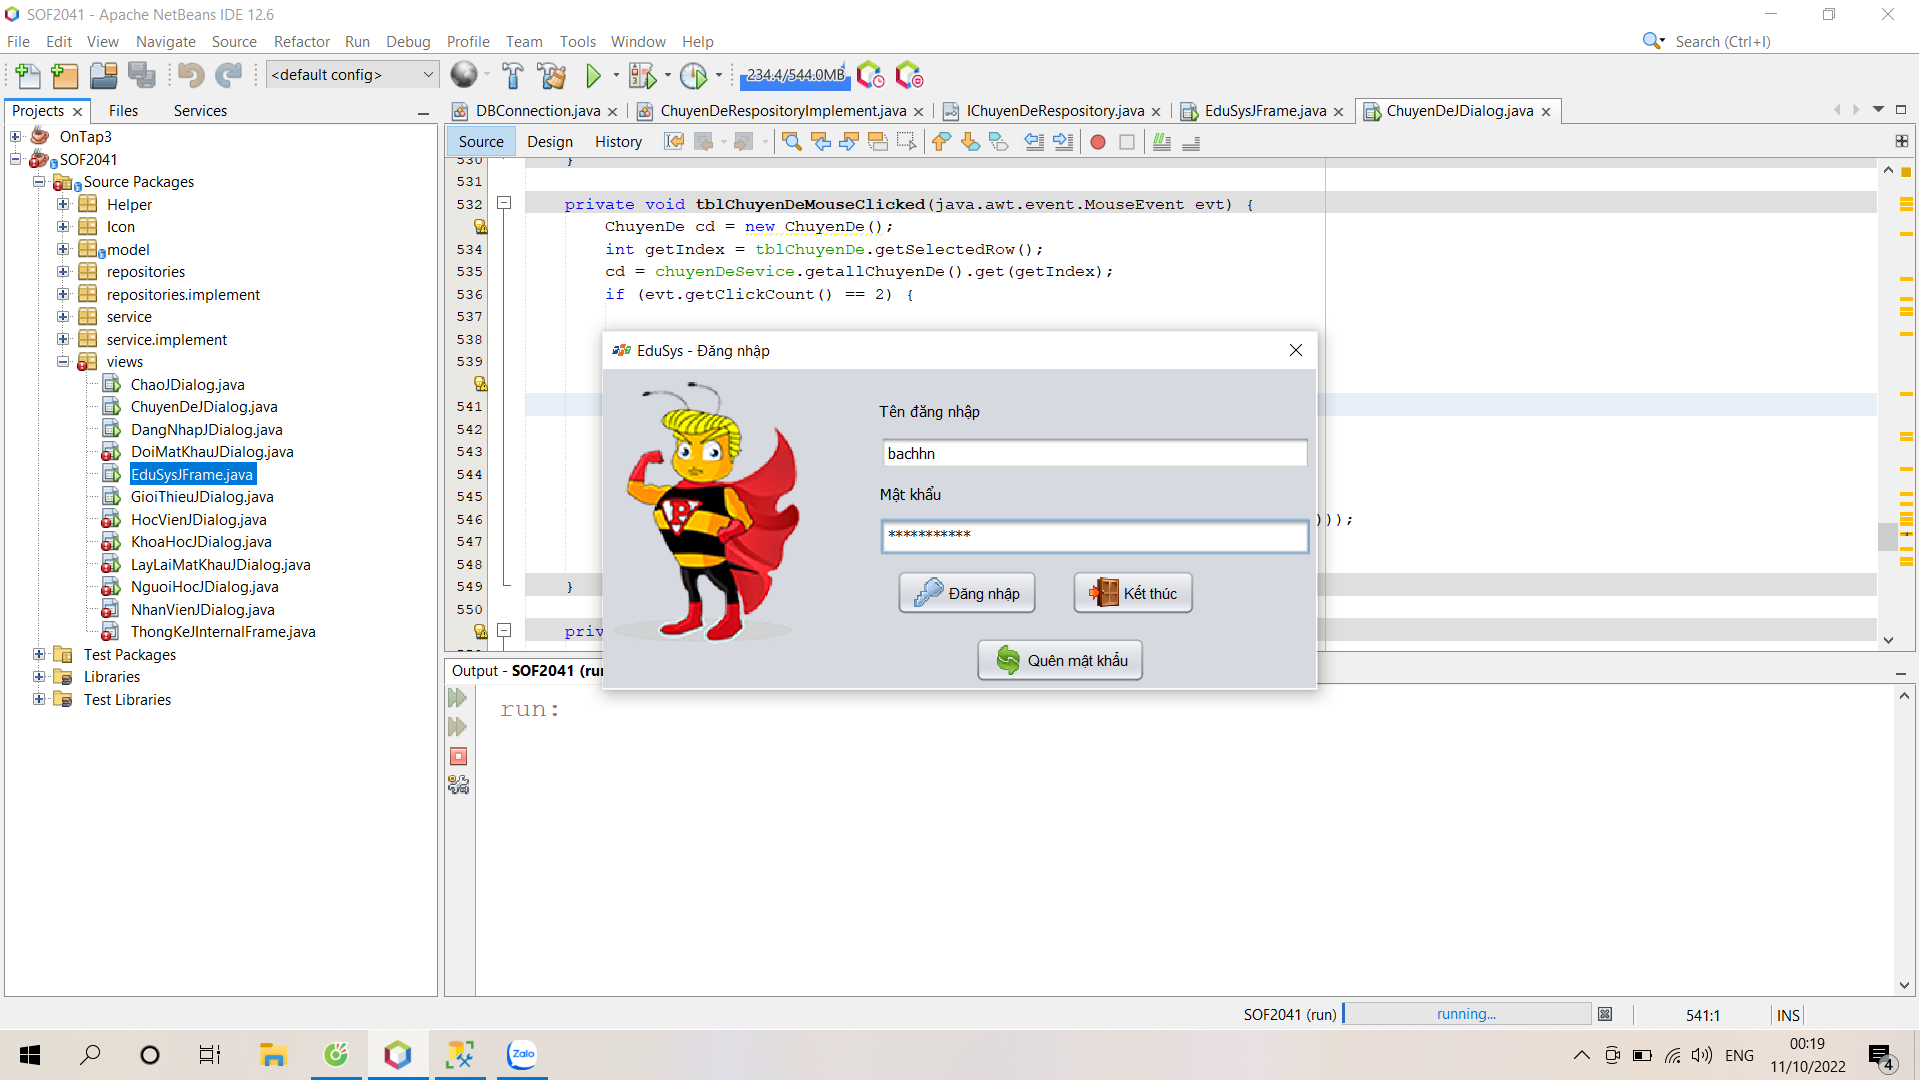 SOF2041 - Apache NetBeans IDE 12.6
File Edit View Navigate Source Refactor Run Debug Profile Team Tools Window Help
Search (Ctrl+I)
<default config>
234.4/544.0MB
Projects Files Services
DBConnection.java ChuyenDeRespositoryImplement.java IChuyenDeRespository.java EduSysJFrame.java ChuyenDeJDialog.java
Source Design History
OnTap3
SOF2041
Source Packages
Helper
Icon
model
repositories
repositories.implement
service
service.implement
views
ChaoJDialog.java
ChuyenDeJDialog.java
DangNhapJDialog.java
DoiMatKhauJDialog.java
EduSysJFrame.java
GioiThieuJDialog.java
HocVienJDialog.java
KhoaHocJDialog.java
LayLaiMatKhauJDialog.java
NguoiHocJDialog.java
NhanVienJDialog.java
ThongKeJInternalFrame.java
Test Packages
Libraries
Test Libraries
530 }
531
532 private void tblChuyenDeMouseClicked(java.awt.event.MouseEvent evt) {
ChuyenDe cd = new ChuyenDe();
534 int getIndex = tblChuyenDe.getSelectedRow();
535 cd = chuyenDeSevice.getallChuyenDe().get(getIndex);
536 if (evt.getClickCount() == 2) {
537
538
539
541
542
543
544
545
546 )));
547
548
549 }
550
priv
EduSys - Đăng nhập
Tên đăng nhập
bachhn
Mật khẩu
***********
Đăng nhập Kết thúc
Quên mật khẩu
Output - SOF2041 (run
run:
SOF2041 (run) running... 541:1 INS
Zalo
ENG
00:19
11/10/2022
4